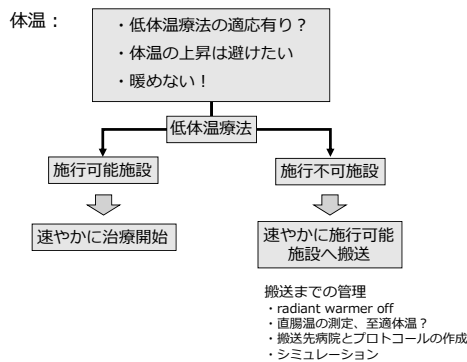 体温：
・低体温療法の適応有り？
・体温の上昇は避けたい
・暖めない！
低体温療法
施行可能施設
施行不可施設
速やかに治療開始
速やかに施行可能
施設へ搬送
搬送までの管理
・radiant warmer off
・直腸温の測定、至適体温？
・搬送先病院とプロトコールの作成
・シミュレーション